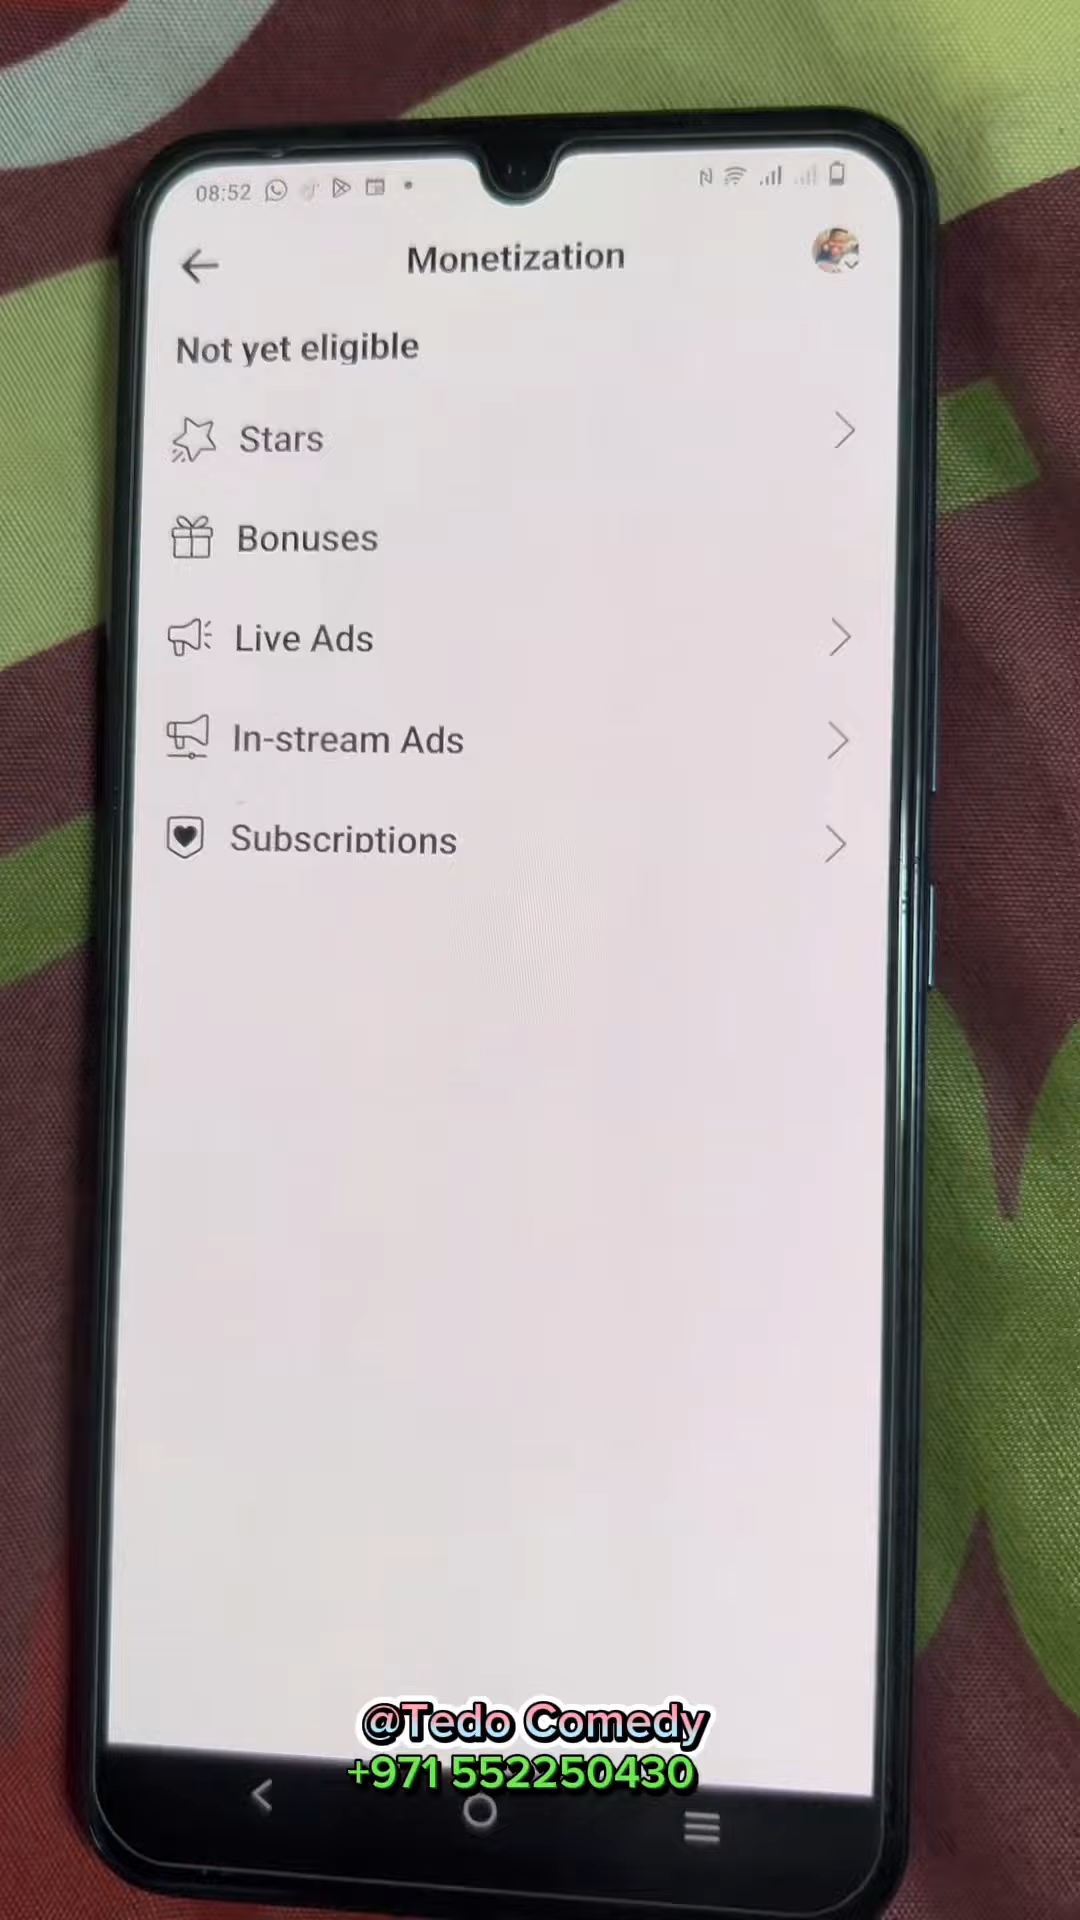 08:52
Monetization
Not yet eligible
Stars
Bonuses
Live Ads
In-stream Ads
Subscriptions
@Tedo Comedy
+971 552250430